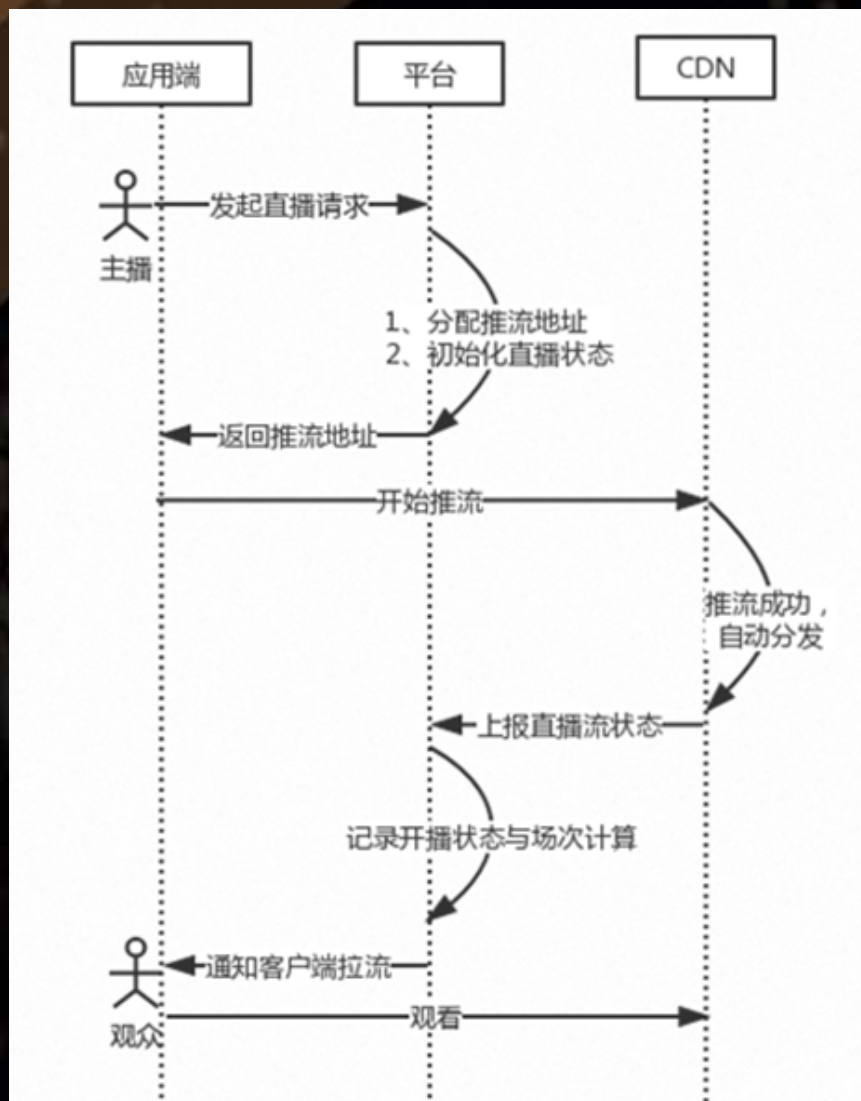 应用端
平台
CDN
发起直播请求
主播
1、分配推流地址
2、初始化直播状态
返回推流地址
开始推流
推流成功，
自动分发
上报直播流状态
记录开播状态与场次计算
通知客户端拉流
观看
观众